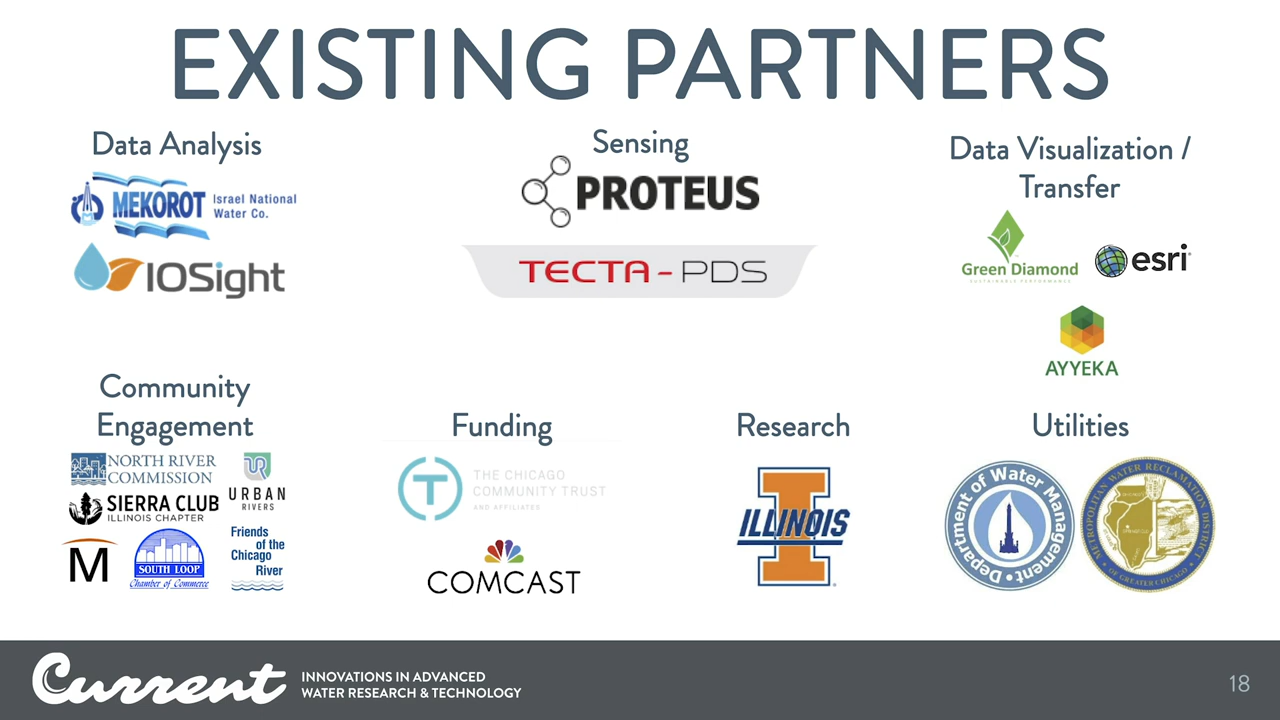 EXISTING PARTNERS
Data Analysis
MEKOROT
Israel National
Water Co.
IOSight
Sensing
PROTEUS
TECTA-PDS
Data Visualization /
Transfer
Green Diamond
SUSTAINABLE PERFORMANCE
esri
AYYEKA
Community
Engagement
NORTH RIVER
COMMISSION
UR
URBAN
RIVERS
SIERRA CLUB
ILLINOIS CHAPTER
M
SOUTH LOOP
Chamber of Commerce
Friends
of the
Chicago
River
Funding
T
THE CHICAGO
COMMUNITY TRUST
AND AFFILIATES
COMCAST
Research
I
ILLINOIS
Utilities
Department of Water Management
METROPOLITAN WATER RECLAMATION DISTRICT
OF GREATER CHICAGO
Current
INNOVATIONS IN ADVANCED
WATER RESEARCH & TECHNOLOGY
18